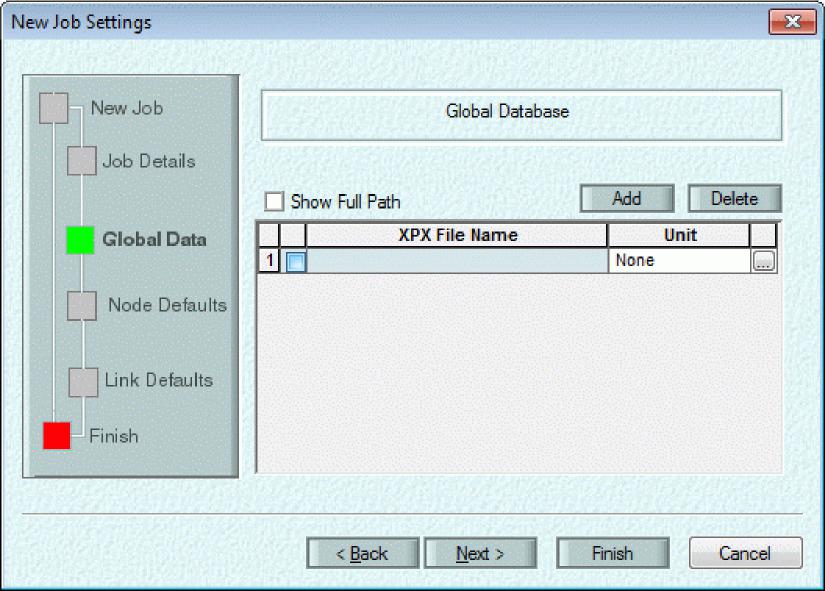 New Job Settings
New Job
Job Details
Global Data
Node Defaults
Link Defaults
Finish
Global Database
Show Full Path
Add
Delete
XPX File Name
Unit
1
None
...
< Back
Next >
Finish
Cancel